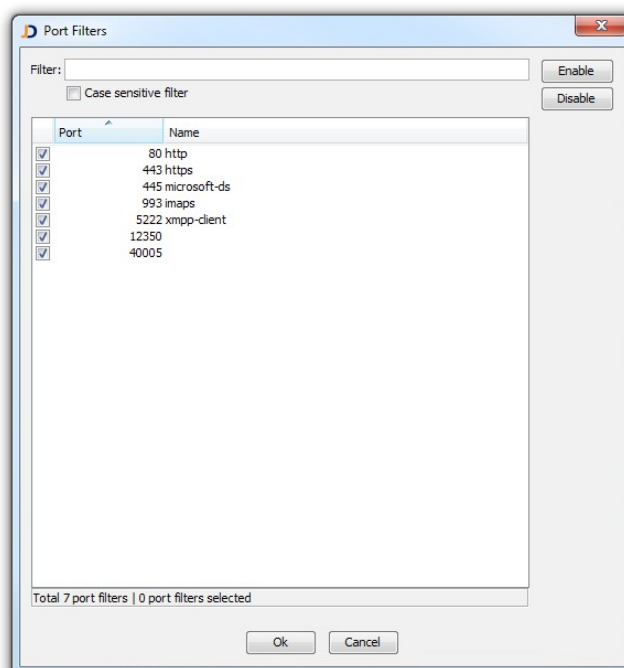 Port Filters
Filter:
Enable
Case sensitive filter
Disable
Port Name
80 http
443 https
445 microsoft-ds
993 imaps
5222 xmpp-client
12350
40005
Total 7 port filters | 0 port filters selected
Ok Cancel